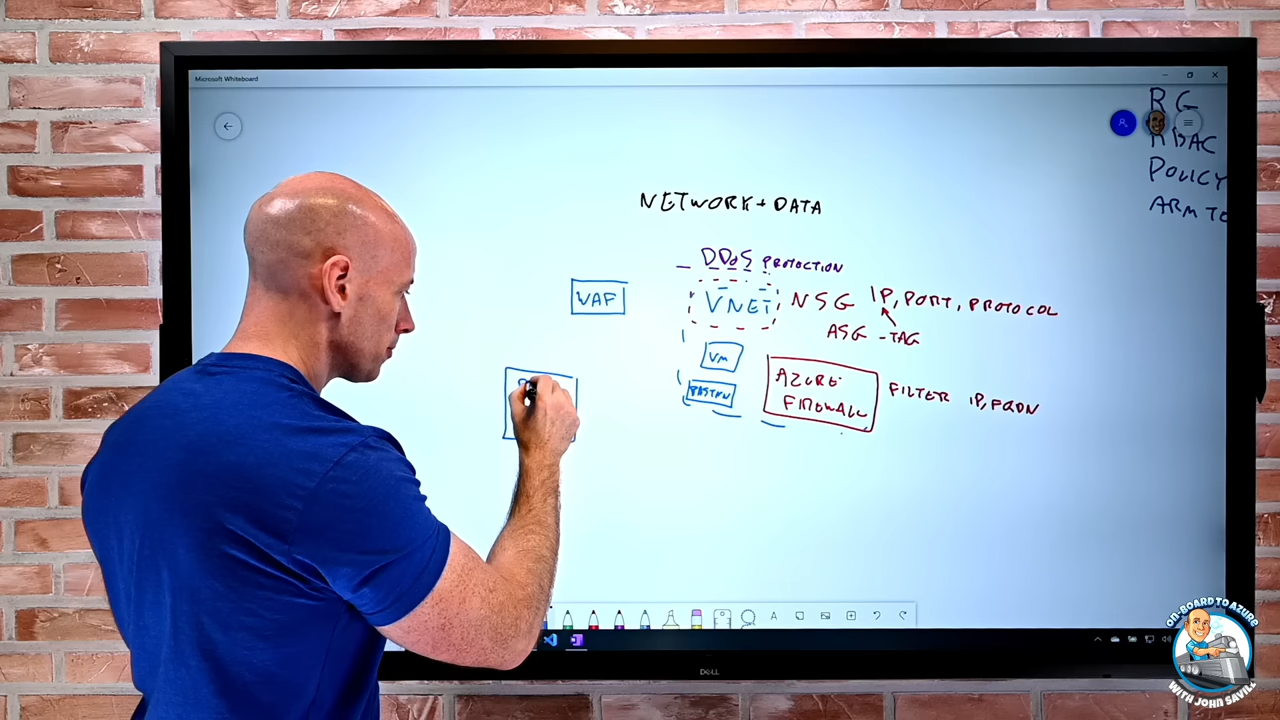 Microsoft Whiteboard
RG
RBAC
POLICY
ARM TE
NETWORK + DATA
DDoS PROTECTION
WAF
VNET
NSG IP, PORT, PROTOCOL
ASG - TAG
VM
BASTION
AZURE
FIREWALL
FILTER IP, FQDN
A
DELL
ON-BOARD TO AZURE
WITH JOHN SAVILL